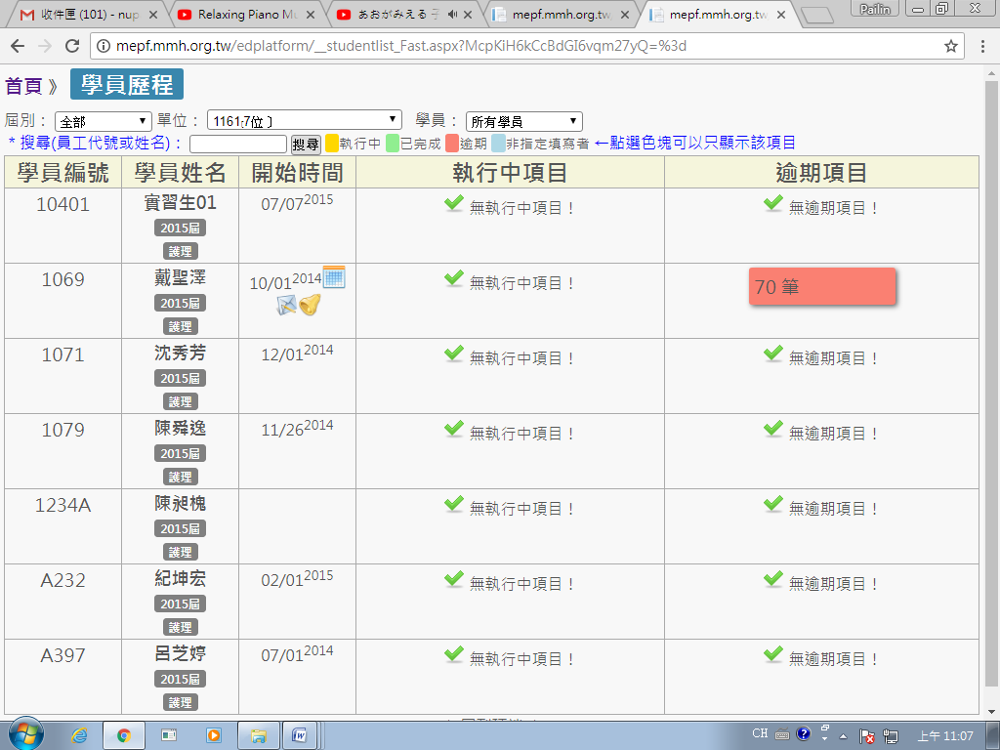 收件匣 (101) - nup
Relaxing Piano Mu
あおがみえる 子
mepf.mmh.org.tw/
mepf.mmh.org.tw
Pailin
mepf.mmh.org.tw/edplatform/__studentlist_Fast.aspx?McpKiH6kCcBdGI6vqm27yQ=%3d
首頁 》 學員歷程
屆別： 全部 單位： 1161〔7位〕 學員： 所有學員
* 搜尋(員工代號或姓名)： 搜尋 執行中 已完成 逾期 非指定填寫者 ←點選色塊可以只顯示該項目
學員編號 學員姓名 開始時間 執行中項目 逾期項目
10401 實習生01 07/07 2015 無執行中項目！ 無逾期項目！
2015屆
護理
1069 戴聖澤 10/01 2014 無執行中項目！ 70 筆
2015屆
護理
1071 沈秀芳 12/01 2014 無執行中項目！ 無逾期項目！
2015屆
護理
1079 陳舜逸 11/26 2014 無執行中項目！ 無逾期項目！
2015屆
護理
1234A 陳昶槐 無執行中項目！ 無逾期項目！
2015屆
護理
A232 紀坤宏 02/01 2015 無執行中項目！ 無逾期項目！
2015屆
護理
A397 呂芝婷 07/01 2014 無執行中項目！ 無逾期項目！
2015屆
護理
CH 上午 11:07